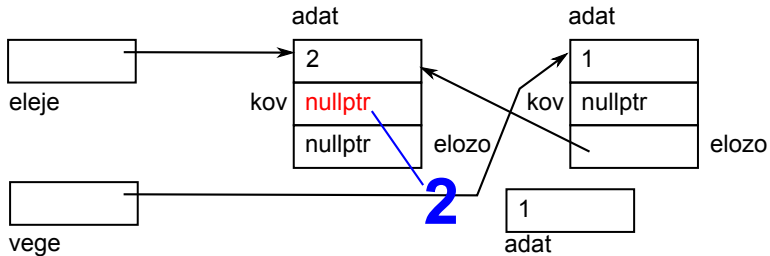 adat
adat
2
1
eleje
kov
nullptr
kov
nullptr
nullptr
elozo
elozo
2
1
vege
adat